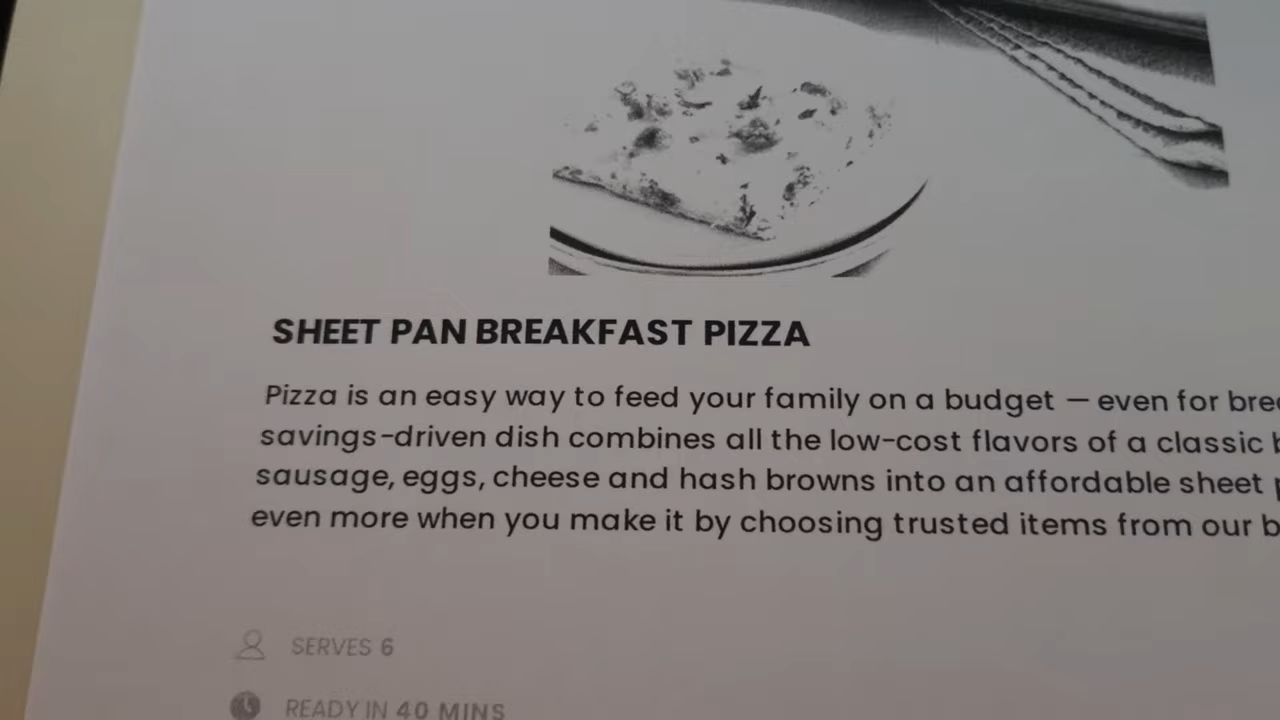 SHEET PAN BREAKFAST PIZZA
Pizza is an easy way to feed your family on a budget — even for
savings-driven dish combines all the low-cost flavors of a classic
sausage, eggs, cheese and hash browns into an affordable sheet
even more when you make it by choosing trusted items from our
SERVES 6
READY IN 40 MINS